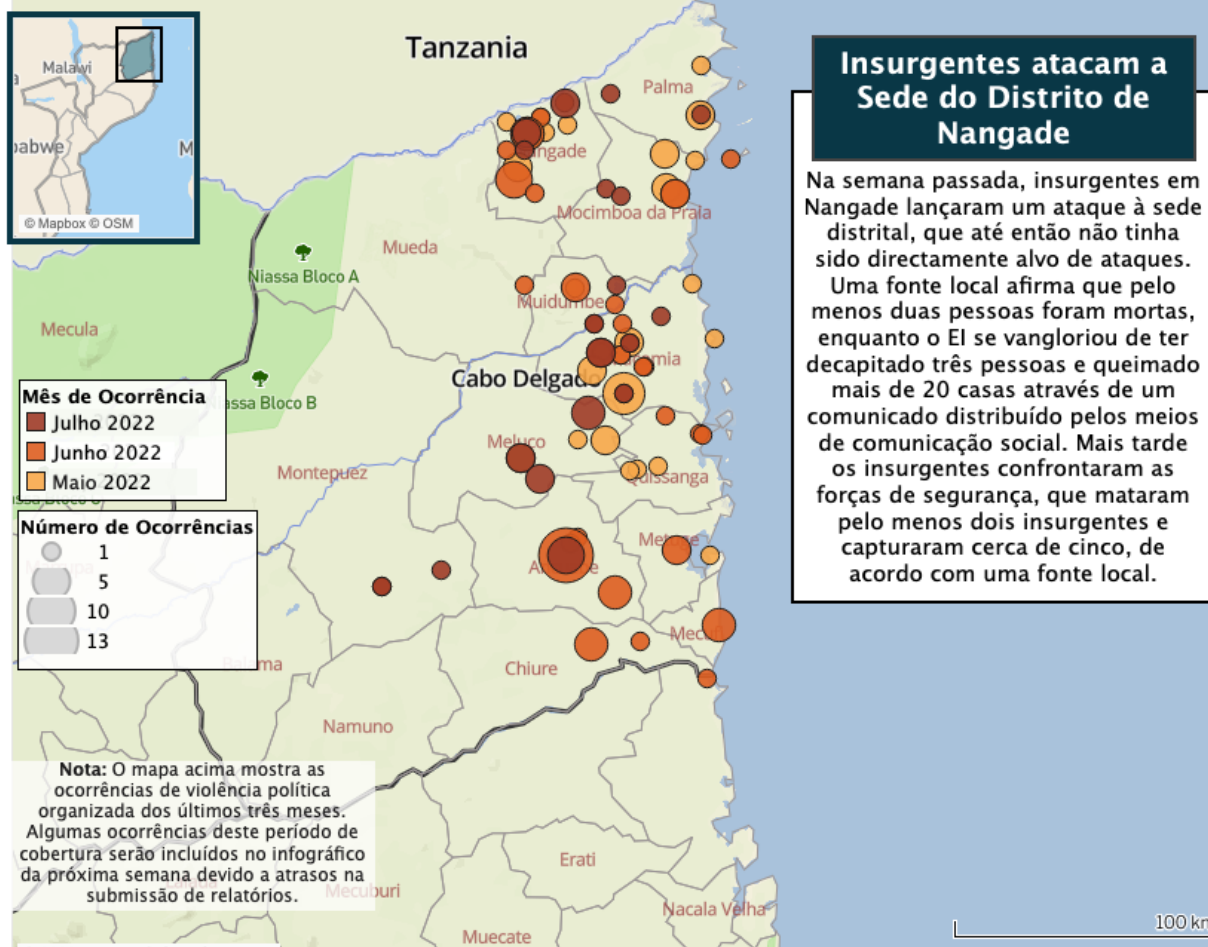 Malawi
© Mapbox © OSM
Tanzania
Palma
Mocimboa da Praia
Mueda
Niassa Bloco A
Muidumbe
Mecula
Cabo Delgado
Mês de Ocorrência
Julho 2022
Junho 2022
Maio 2022
Meluco
Montepuez
Quissanga
Número de Ocorrências
1
5
10
13
Chiure
Namuno
Nota: O mapa acima mostra as
ocorrências de violência política
organizada dos últimos três meses.
Algumas ocorrências deste período de
cobertura serão incluídos no infográfico
da próxima semana devido a atrasos na
submissão de relatórios.
Erati
Mecuburi
Nacala Velha
Muecate
100 km
Insurgentes atacam a
Sede do Distrito de
Nangade
Na semana passada, insurgentes em
Nangade lançaram um ataque à sede
distrital, que até então não tinha
sido directamente alvo de ataques.
Uma fonte local afirma que pelo
menos duas pessoas foram mortas,
enquanto o EI se vangloriou de ter
decapitado três pessoas e queimado
mais de 20 casas através de um
comunicado distribuído pelos meios
de comunicação social. Mais tarde
os insurgentes confrontaram as
forças de segurança, que mataram
pelo menos dois insurgentes e
capturaram cerca de cinco, de
acordo com uma fonte local.